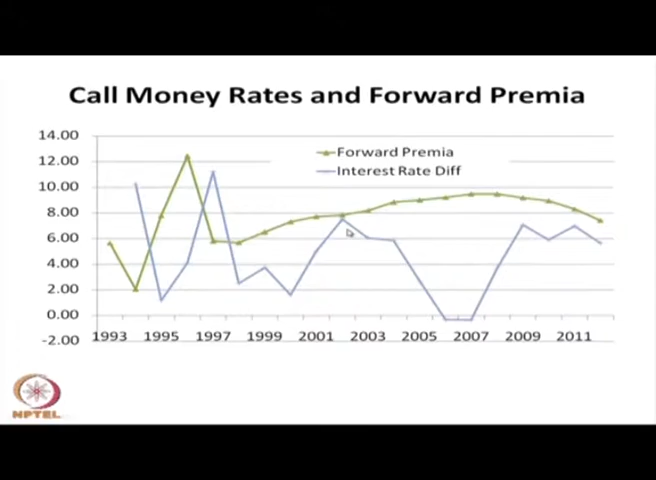 Call Money Rates and Forward Premia
14.00
12.00
10.00
8.00
6.00
4.00
2.00
0.00
-2.00
Forward Premia
Interest Rate Diff
1993 1995 1997 1999 2001 2003 2005 2007 2009 2011
NPTEL